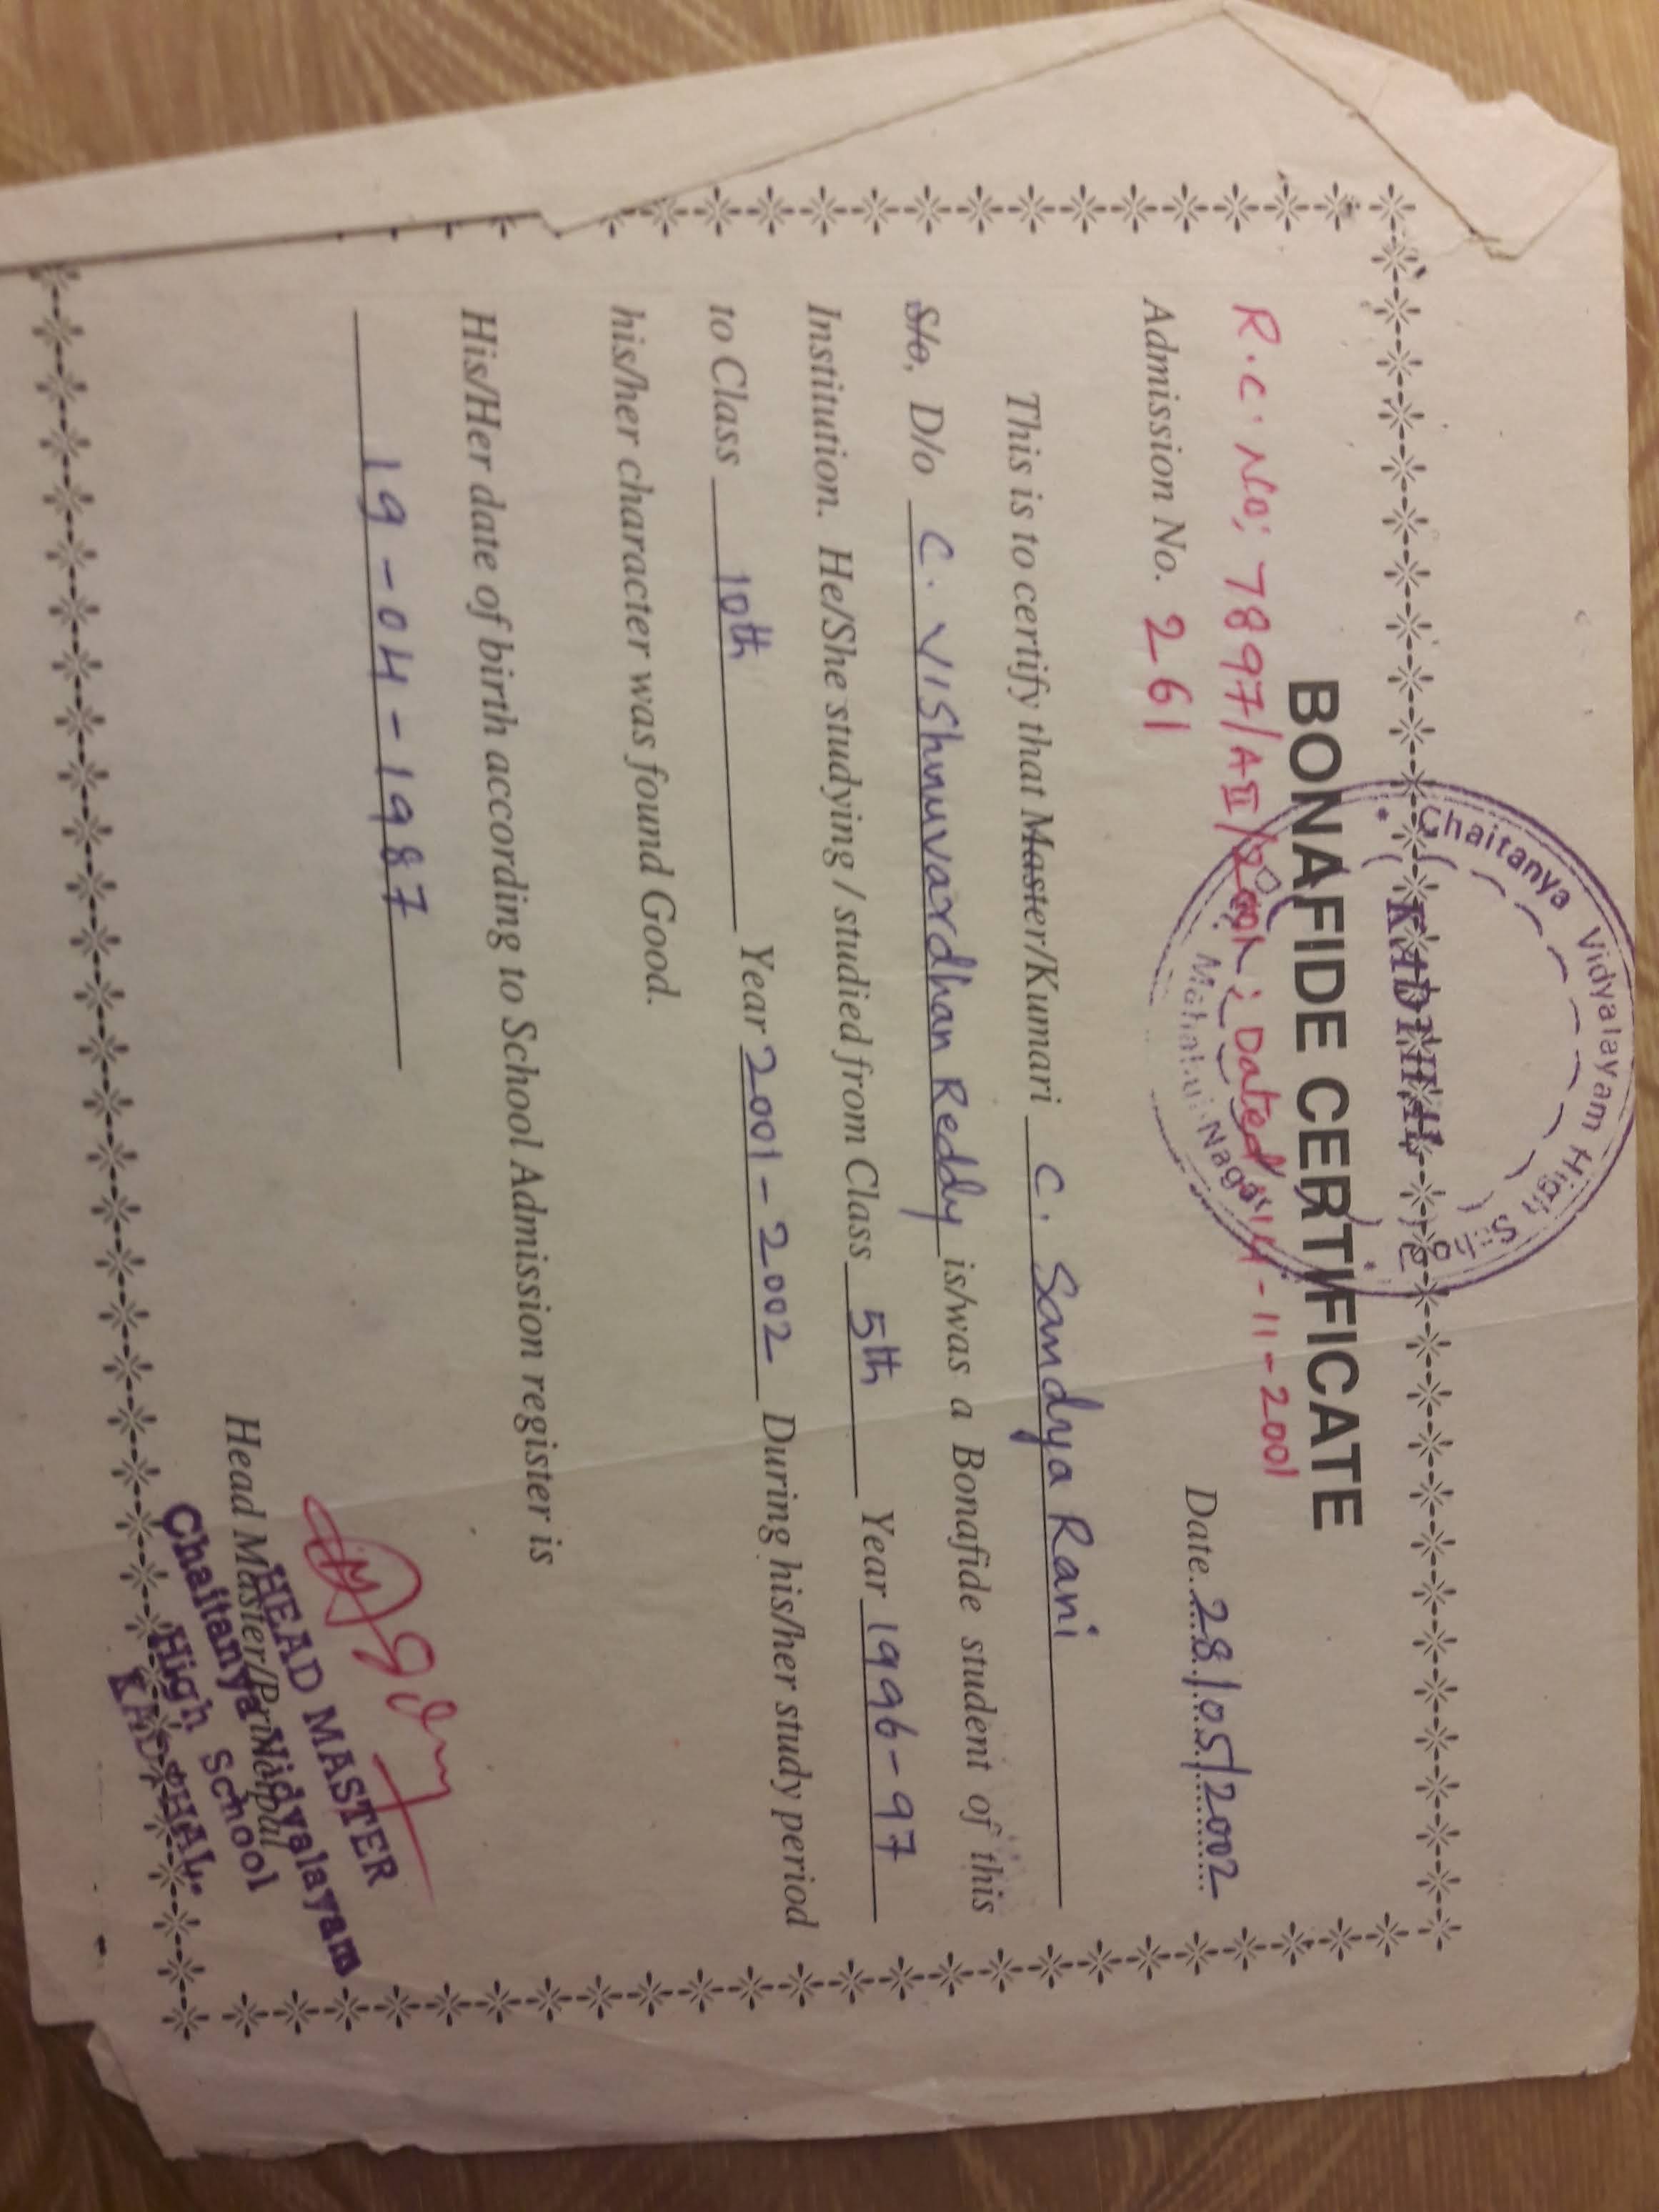 Chaitanya Vidyalayam High School
KADTHAL
BONAFIDE CERTIFICATE
R.C. No; 7897/AII/2001 ; Dated 14-11-2001
Dist. Mahabub Nagar
Date. 28/05/2002
Admission No. 261
This is to certify that Master/Kumari C. Sandya Rani
S/o, D/o C. Vishnuvardhan Reddy is/was a Bonafide student of this
Institution. He/She studying / studied from Class 5th Year 1996-97
to Class 10th Year 2001-2002 During his/her study period
his/her character was found Good.
His/Her date of birth according to School Admission register is
19-04-1987
HEAD MASTER
Head Master/Principal
Chaitanya Vidyalayam
High School
KADTHAL.